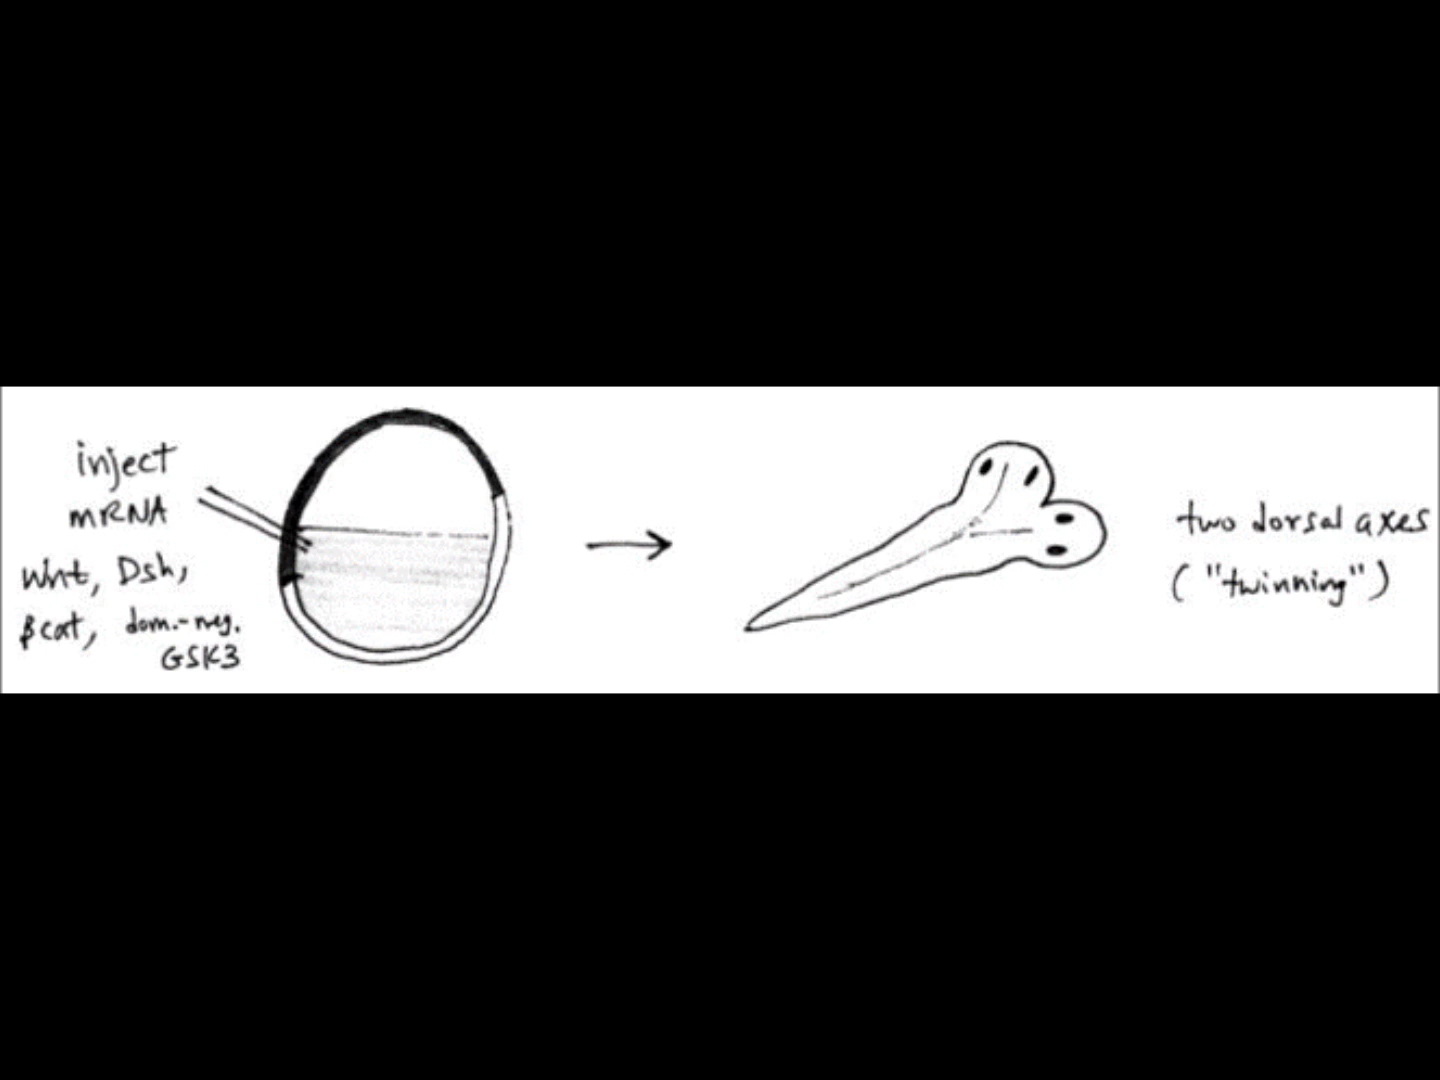 inject
mRNA
Wnt, Dsh,
βcat, dom.-neg.
GSK3
two dorsal axes
("twinning")